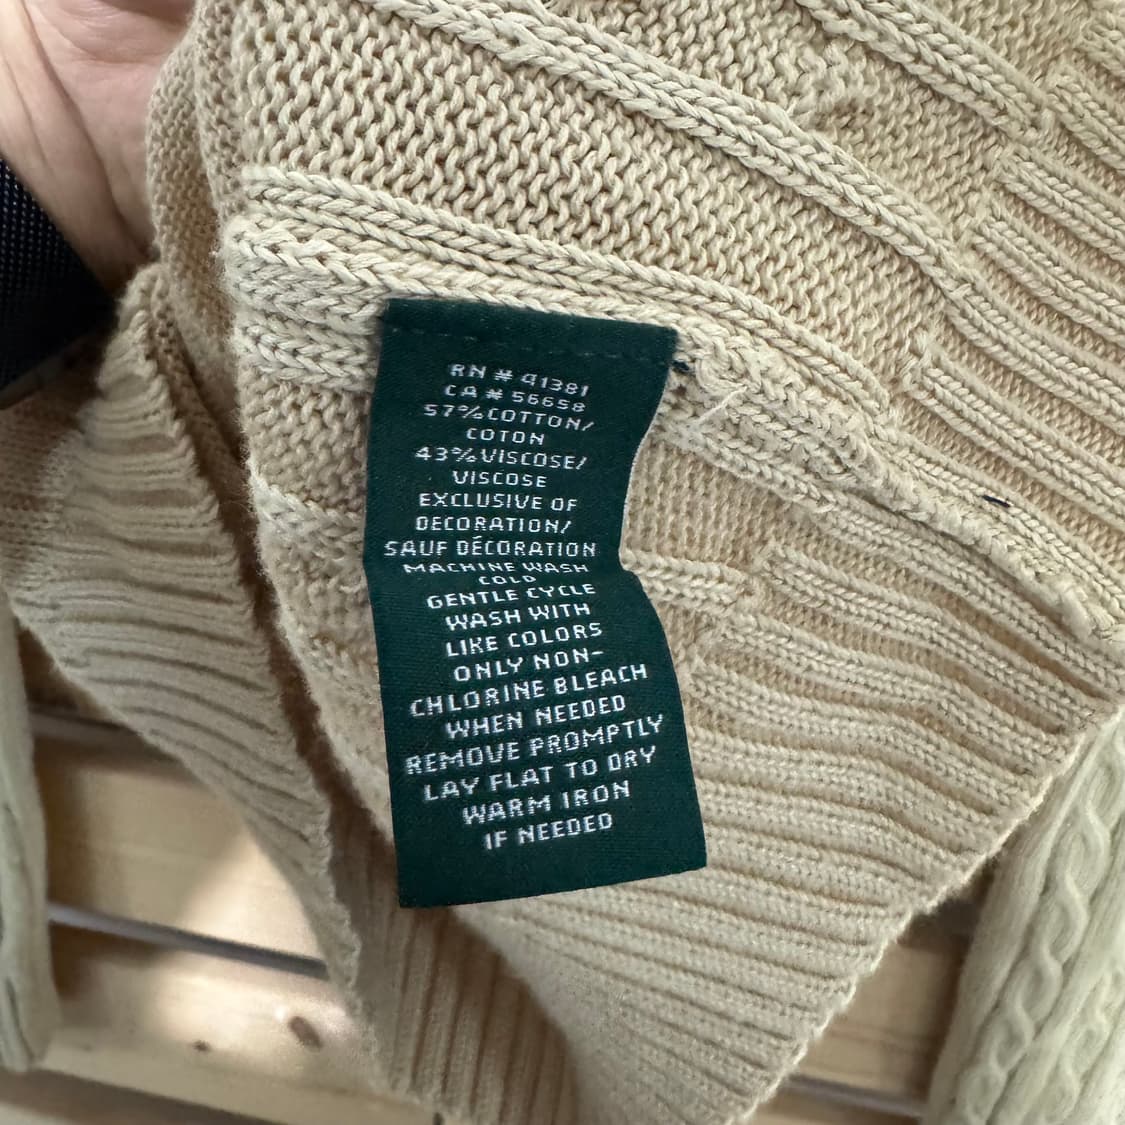 RN # 91381
CA # 56658
57% COTTON/
COTON
43% VISCOSE/
VISCOSE
EXCLUSIVE OF
DECORATION/
SAUF DÉCORATION
MACHINE WASH
COLD
GENTLE CYCLE
WASH WITH
LIKE COLORS
ONLY NON-
CHLORINE BLEACH
WHEN NEEDED
REMOVE PROMPTLY
LAY FLAT TO DRY
WARM IRON
IF NEEDED